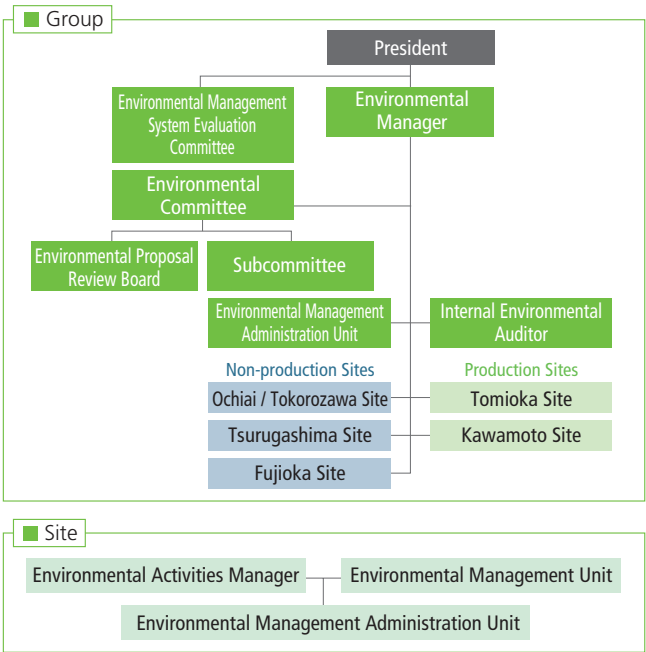 Group
President
Environmental Management
System Evaluation
Committee
Environmental
Manager
Environmental
Committee
Environmental Proposal
Review Board
Subcommittee
Environmental Management
Administration Unit
Internal Environmental
Auditor
Non-production Sites
Production Sites
Ochiai / Tokorozawa Site
Tomioka Site
Tsurugashima Site
Kawamoto Site
Fujioka Site
Site
Environmental Activities Manager
Environmental Management Unit
Environmental Management Administration Unit